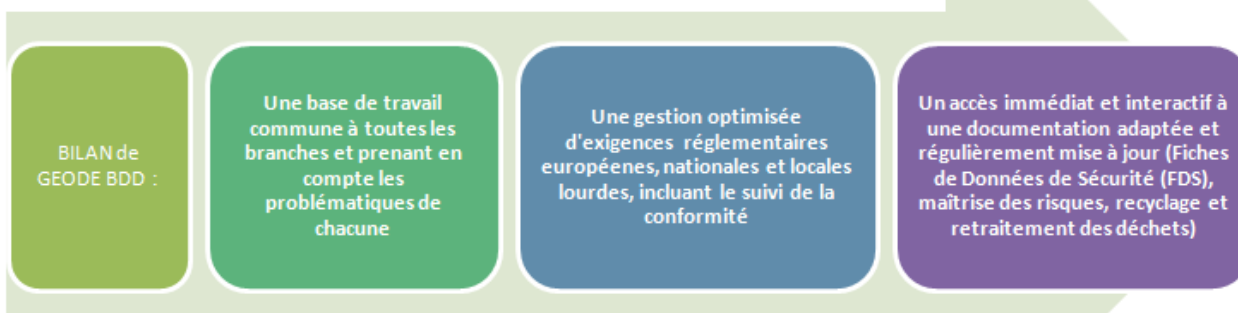 BILAN de
GEODE BDD :
Une base de travail
commune à toutes les
branches et prenant en
compte les
problématiques de
chacune
Une gestion optimisée
d'exigences réglementaires
européenes, nationales et locales
lourdes, incluant le suivi de la
conformité
Un accès immédiat et interactif à
une documentation adaptée et
régulièrement mise à jour (Fiches
de Données de Sécurité (FDS),
maîtrise des risques, recyclage et
retraitement des déchets)